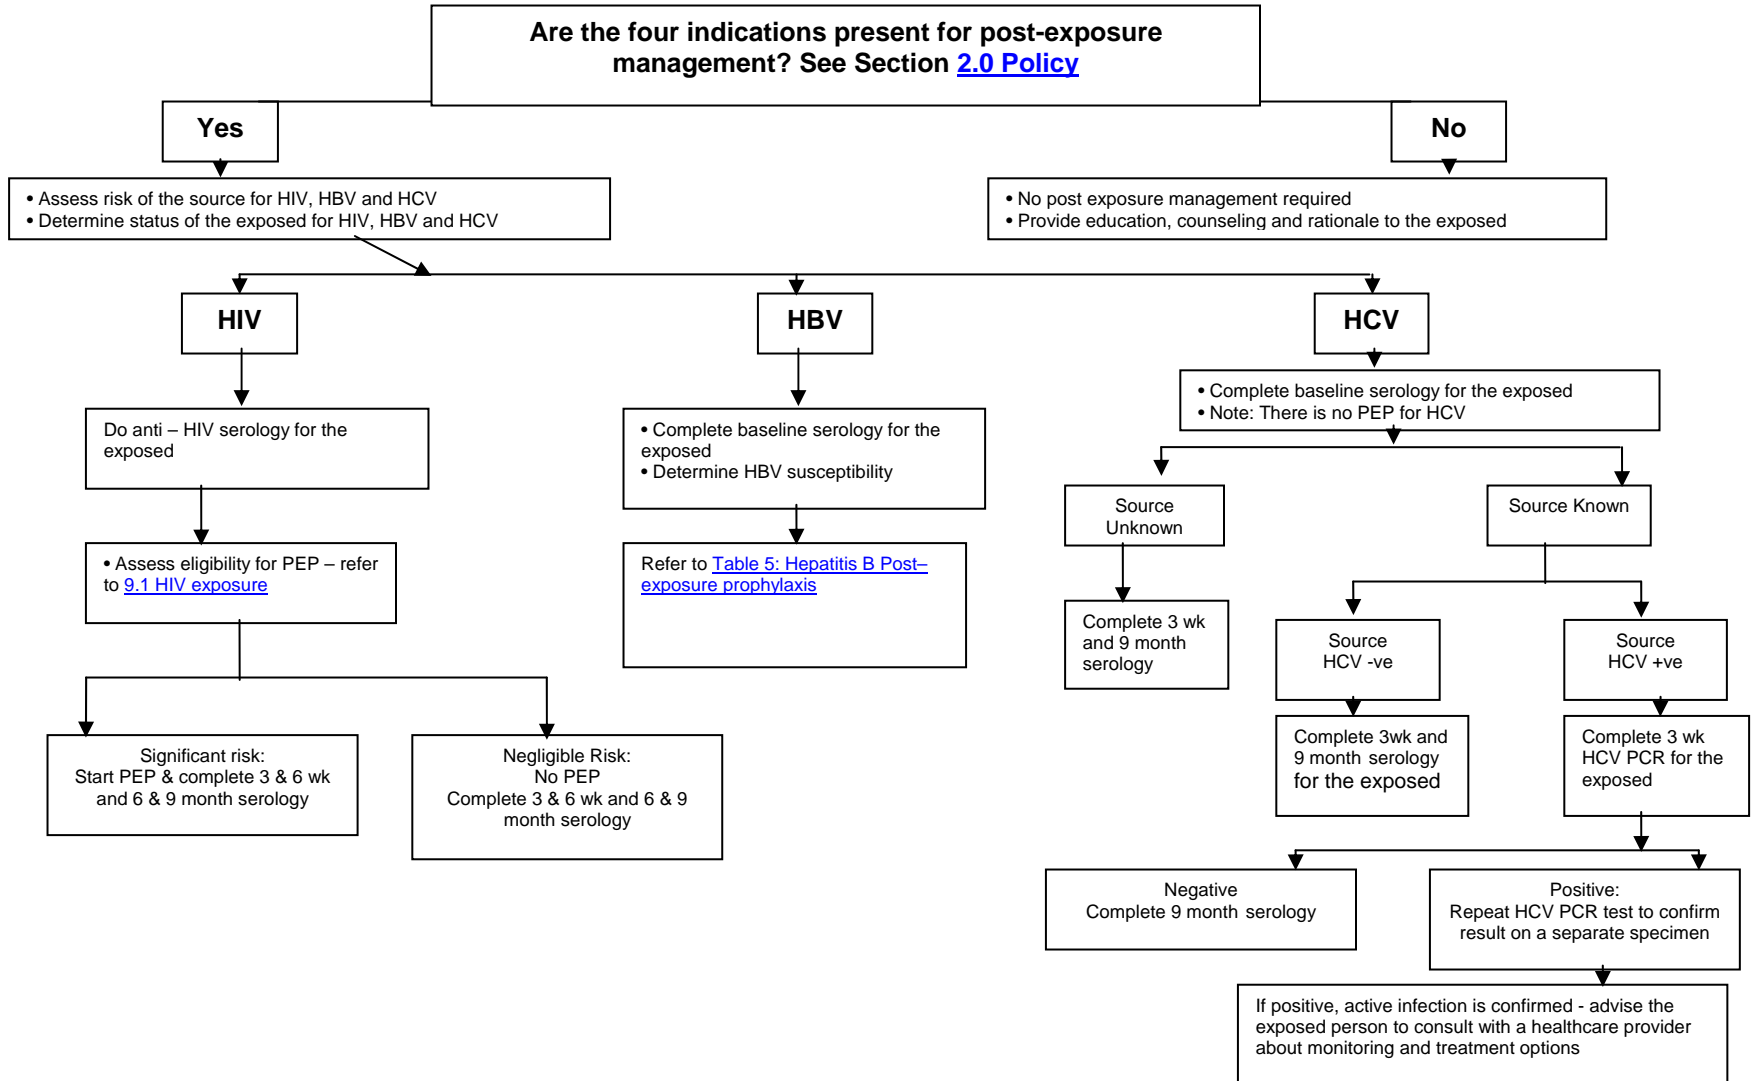 Are the four indications present for post-exposure
management? See Section 2.0 Policy
Yes
No
• Assess risk of the source for HIV, HBV and HCV
• Determine status of the exposed for HIV, HBV and HCV
• No post exposure management required
• Provide education, counseling and rationale to the exposed
HIV
HBV
HCV
Do anti – HIV serology for the
exposed
• Complete baseline serology for the
exposed
• Determine HBV susceptibility
• Complete baseline serology for the exposed
• Note: There is no PEP for HCV
• Assess eligibility for PEP – refer
to 9.1 HIV exposure
Refer to Table 5: Hepatitis B Post–
exposure prophylaxis
Source
Unknown
Source Known
Complete 3 wk
and 9 month
serology
Source
HCV -ve
Source
HCV +ve
Significant risk:
Start PEP & complete 3 & 6 wk
and 6 & 9 month serology
Negligible Risk:
No PEP
Complete 3 & 6 wk and 6 & 9
month serology
Complete 3wk and
9 month serology
for the exposed
Complete 3 wk
HCV PCR for the
exposed
Negative
Complete 9 month serology
Positive:
Repeat HCV PCR test to confirm
result on a separate specimen
If positive, active infection is confirmed - advise the
exposed person to consult with a healthcare provider
about monitoring and treatment options